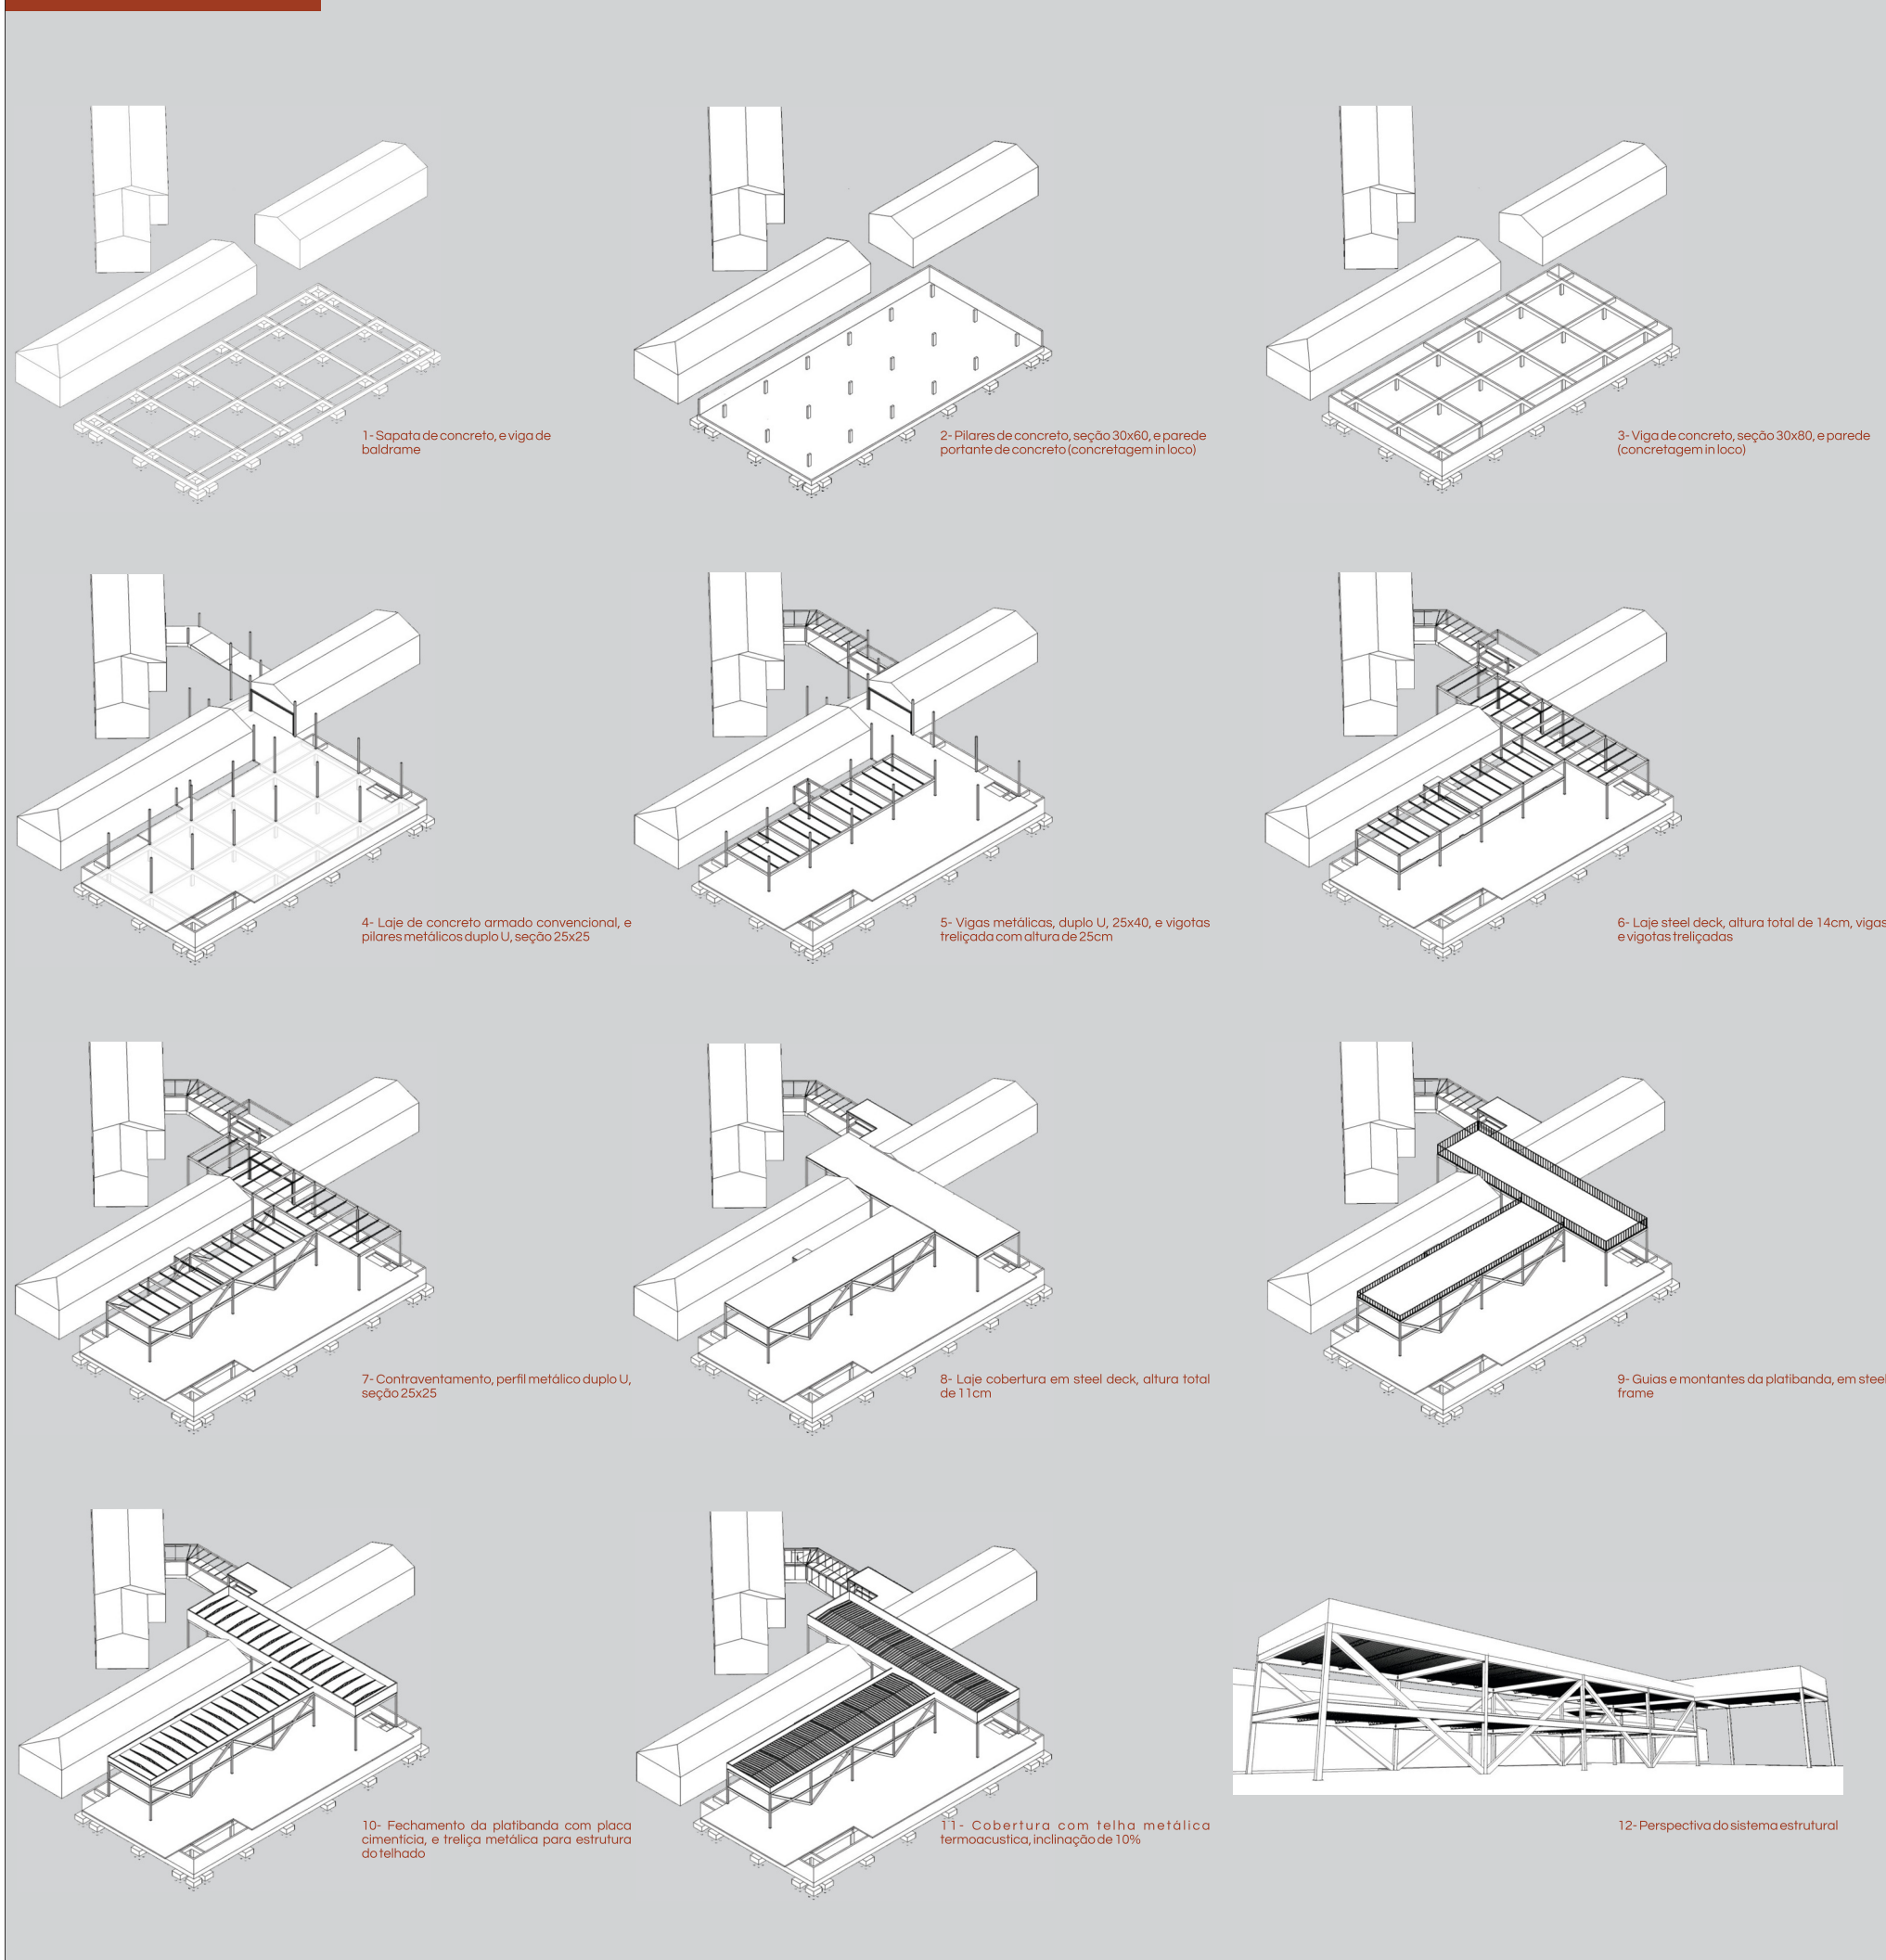 1- Sapata de concreto, e viga de
baldrame
2- Pilares de concreto, seção 30x60, e parede
portante de concreto (concretagem in loco)
3- Viga de concreto, seção 30x80, e parede
(concretagem in loco)
4- Laje de concreto armado convencional, e
pilares metálicos duplo U, seção 25x25
5- Vigas metálicas, duplo U, 25x40, e vigotas
treliçada com altura de 25cm
6- Laje steel deck, altura total de 14cm, vigas
e vigotas treliçadas
7- Contraventamento, perfil metálico duplo U,
seção 25x25
8- Laje cobertura em steel deck, altura total
de 11cm
9- Guias e montantes da platibanda, em steel
frame
10- Fechamento da platibanda com placa
cimentícia, e treliça metálica para estrutura
do telhado
11- Cobertura com telha metálica
termoacustica, inclinação de 10%
12- Perspectiva do sistema estrutural